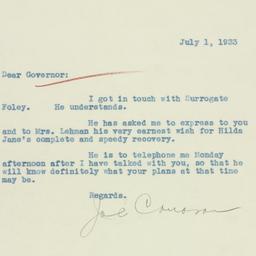 July 1, 1933
Dear Governor:
I got in touch with Surrogate
Foley. He understands.
He has asked me to express to you
and to Mrs. Lehman his very earnest wish for Hilda
Jane's complete and speedy recovery.
He is to telephone me Monday
afternoon after I have talked with you, so that he
will know definitely what your plans at that time
may be.
Regards.
Joe